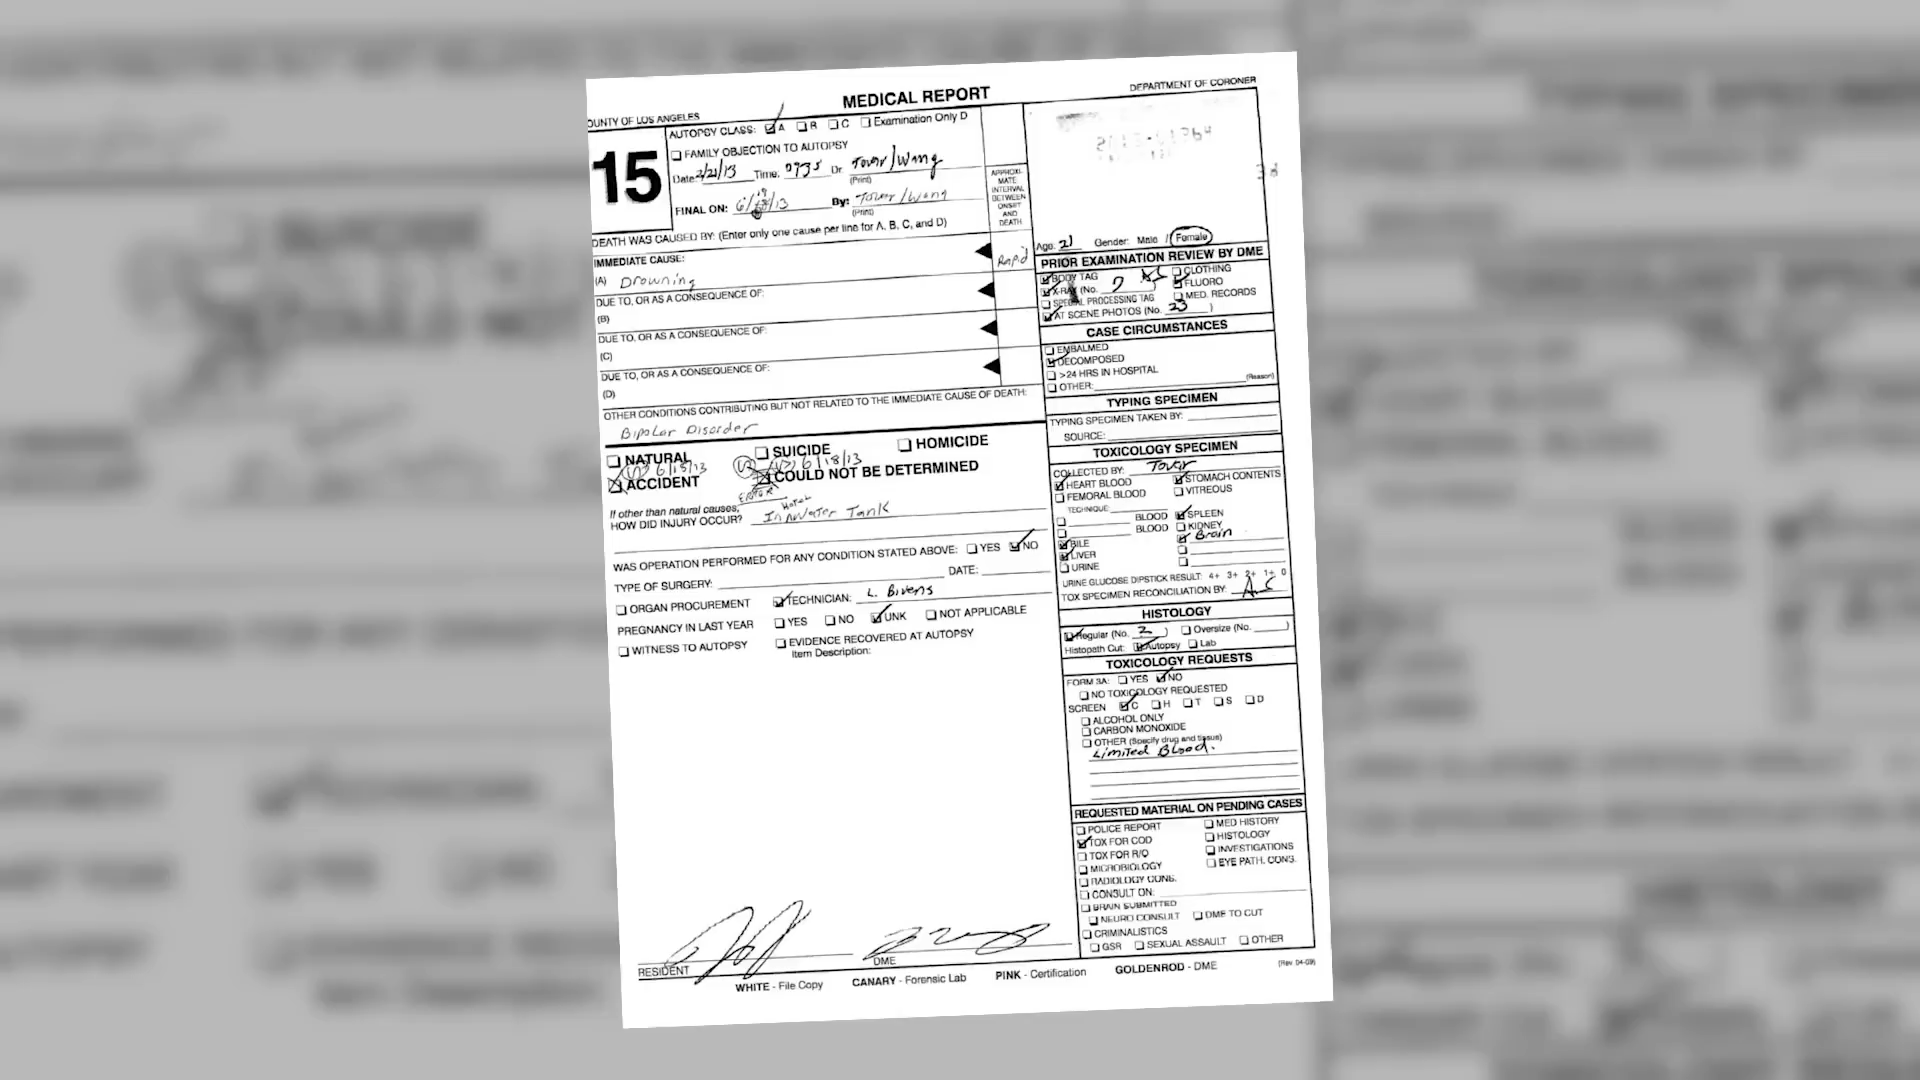 COUNTY OF LOS ANGELES
MEDICAL REPORT
DEPARTMENT OF CORONER
15
AUTOPSY CLASS: A B C Examination Only D
FAMILY OBJECTION TO AUTOPSY
Date: 2/21/13 Time: 0735 Dr. Tovar/Wang
(Print)
FINAL ON: 6/ /13 By: Tovar/Wang
(Print)
APPROXI-
MATE
INTERVAL
BETWEEN
ONSET
AND
DEATH
DEATH WAS CAUSED BY: (Enter only one cause per line for A, B, C, and D)
IMMEDIATE CAUSE:
(A) Drowning
Rapid
DUE TO, OR AS A CONSEQUENCE OF:
(B)
DUE TO, OR AS A CONSEQUENCE OF:
(C)
DUE TO, OR AS A CONSEQUENCE OF:
(D)
OTHER CONDITIONS CONTRIBUTING BUT NOT RELATED TO THE IMMEDIATE CAUSE OF DEATH:
Bipolar Disorder
NATURAL SUICIDE HOMICIDE
6/15/13 6/18/13
ACCIDENT COULD NOT BE DETERMINED
Error
If other than natural causes,
HOW DID INJURY OCCUR? In Hotel Water Tank
WAS OPERATION PERFORMED FOR ANY CONDITION STATED ABOVE: YES NO
TYPE OF SURGERY: DATE:
ORGAN PROCUREMENT TECHNICIAN: L. Bivens
PREGNANCY IN LAST YEAR YES NO UNK NOT APPLICABLE
WITNESS TO AUTOPSY EVIDENCE RECOVERED AT AUTOPSY
Item Description:
RESIDENT
DME
WHITE - File Copy CANARY - Forensic Lab PINK - Certification GOLDENROD - DME
Age: 21 Gender: Male / Female
PRIOR EXAMINATION REVIEW BY DME
BODY TAG CLOTHING
X-RAY (No. ) FLUORO
SPECIAL PROCESSING TAG MED. RECORDS
AT SCENE PHOTOS (No. 23 )
CASE CIRCUMSTANCES
EMBALMED
DECOMPOSED
>24 HRS IN HOSPITAL
OTHER: (Reason)
TYPING SPECIMEN
TYPING SPECIMEN TAKEN BY:
SOURCE:
TOXICOLOGY SPECIMEN
COLLECTED BY: Tovar
HEART BLOOD STOMACH CONTENTS
FEMORAL BLOOD VITREOUS
TECHNIQUE:
BLOOD SPLEEN
BLOOD KIDNEY
BILE Brain
LIVER
URINE
URINE GLUCOSE DIPSTICK RESULT: 4+ 3+ 2+ 1+ 0
TOX SPECIMEN RECONCILIATION BY:
HISTOLOGY
Regular (No. 2 ) Oversize (No. )
Histopath Cut: Autopsy Lab
TOXICOLOGY REQUESTS
FORM 3A: YES NO
NO TOXICOLOGY REQUESTED
SCREEN C H T S D
ALCOHOL ONLY
CARBON MONOXIDE
OTHER (Specify drug and tissue)
Limited Blood.
REQUESTED MATERIAL ON PENDING CASES
POLICE REPORT MED HISTORY
TOX FOR COD HISTOLOGY
TOX FOR R/O INVESTIGATIONS
MICROBIOLOGY EYE PATH. CONS.
RADIOLOGY CONS.
CONSULT ON:
BRAIN SUBMITTED
NEURO CONSULT DME TO CUT
CRIMINALISTICS
GSR SEXUAL ASSAULT OTHER
(Rev. 04-09)